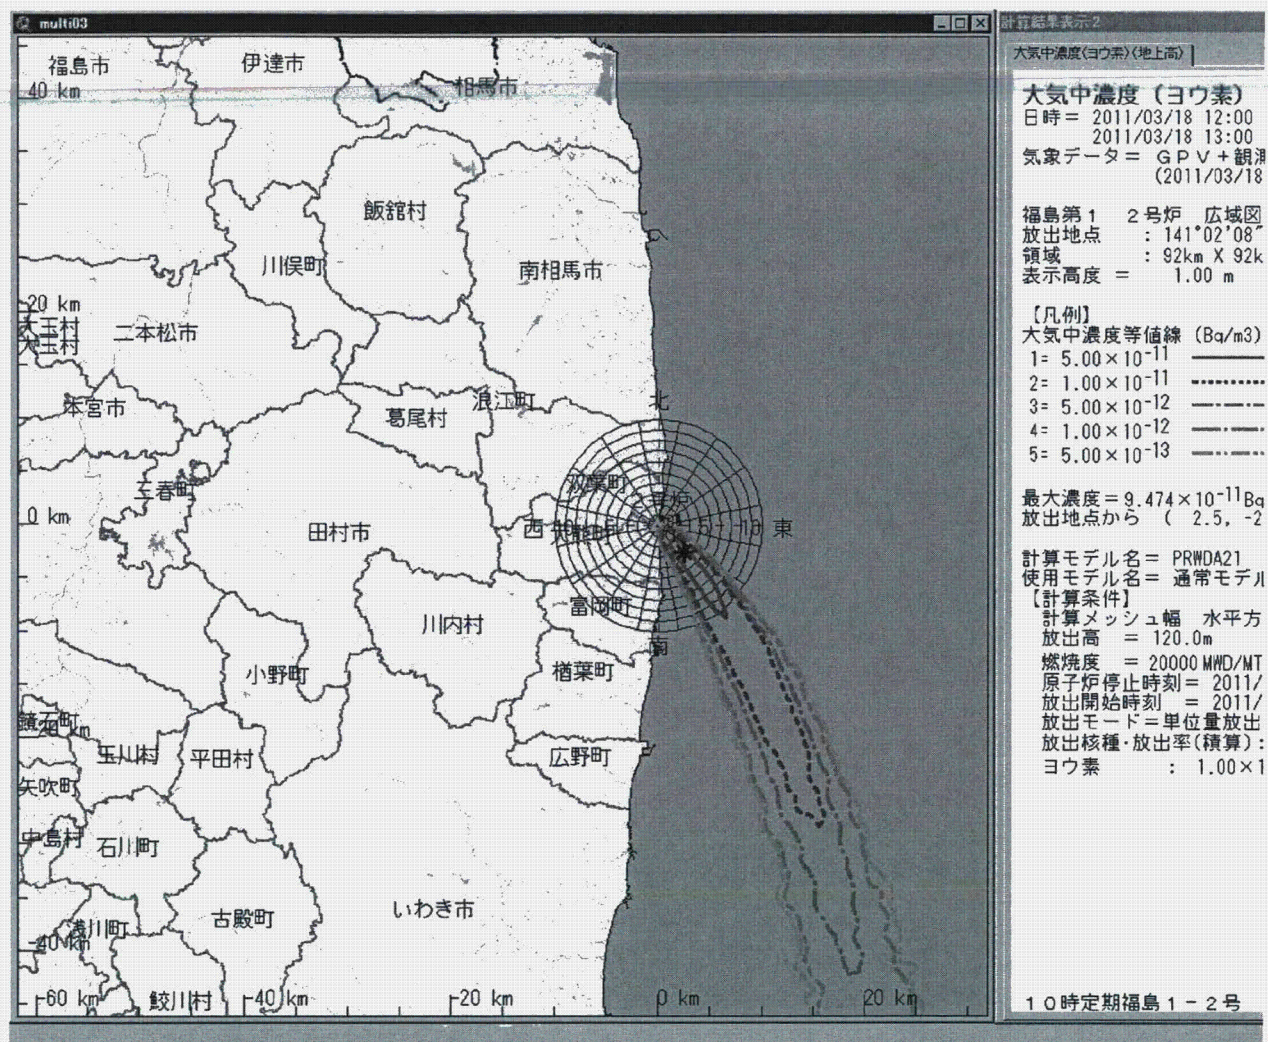 multi03
福島市
伊達市
相馬市
40 km
飯舘村
川俣町
南相馬市
20 km
大玉村
大玉村
二本松市
本宮市
葛尾村
浪江町
北
三春町
双葉町
0 km
田村市
西
大熊町
東
富岡町
川内村
南
小野町
楢葉町
鏡石町
玉川村
平田村
広野町
矢吹町
中島村
石川町
浅川町
古殿町
いわき市
-40 km
-60 km
鮫川村
-40 km
-20 km
0 km
20 km
計算結果表示2
大気中濃度(ヨウ素)(地上高)
大気中濃度（ヨウ素）
日時＝ 2011/03/18 12:00
2011/03/18 13:00
気象データ＝ ＧＰＶ＋観測
(2011/03/18
福島第１ ２号炉 広域図
放出地点 : 141°02'08"
領域 : 92km X 92k
表示高度 ＝ 1.00 m
【凡例】
大気中濃度等値線 (Bq/m3)
1= 5.00×10-11
2= 1.00×10-11
3= 5.00×10-12
4= 1.00×10-12
5= 5.00×10-13
最大濃度＝9.474×10-11Bq
放出地点から ( 2.5, -2
計算モデル名＝ PRWDA21
使用モデル名＝ 通常モデル
【計算条件】
計算メッシュ幅 水平方
放出高 ＝ 120.0m
燃焼度 ＝ 20000 MWD/MT
原子炉停止時刻＝ 2011/
放出開始時刻 ＝ 2011/
放出モード＝単位量放出
放出核種・放出率(積算) :
ヨウ素 : 1.00×1
１０時定期福島１－２号